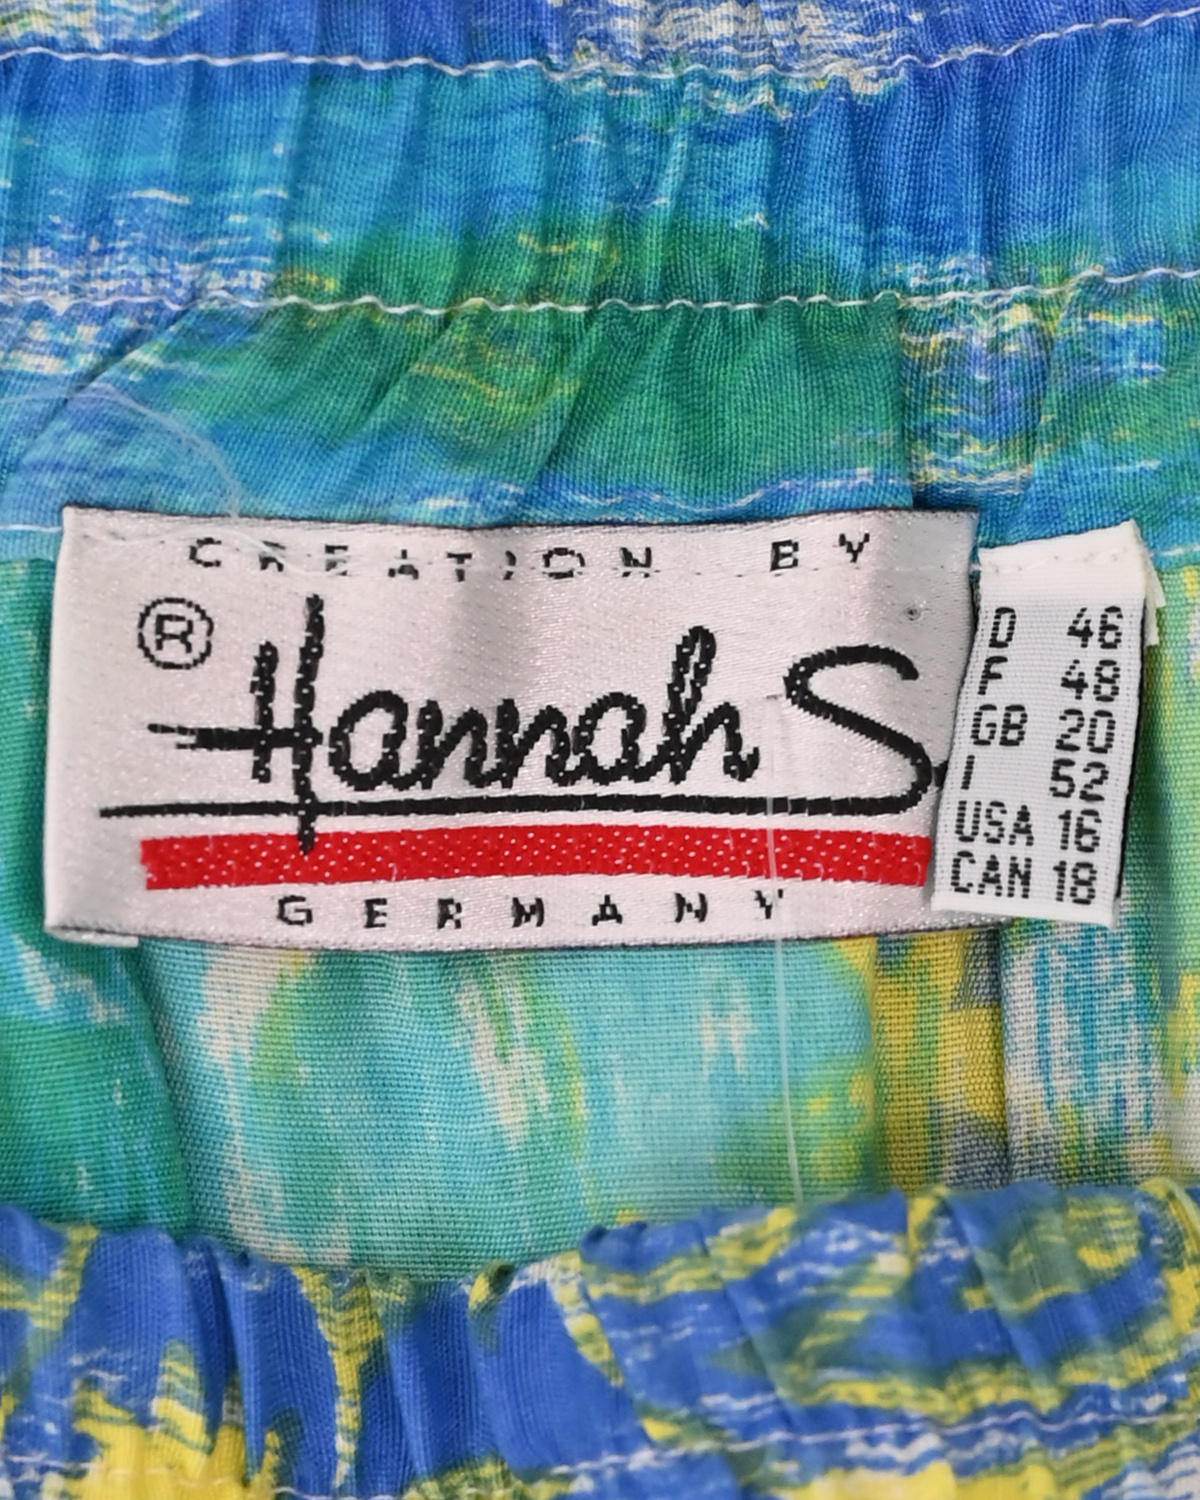 CREATION BY
®
Hannah S
GERMANY
D 46
F 48
GB 20
I 52
USA 16
CAN 18